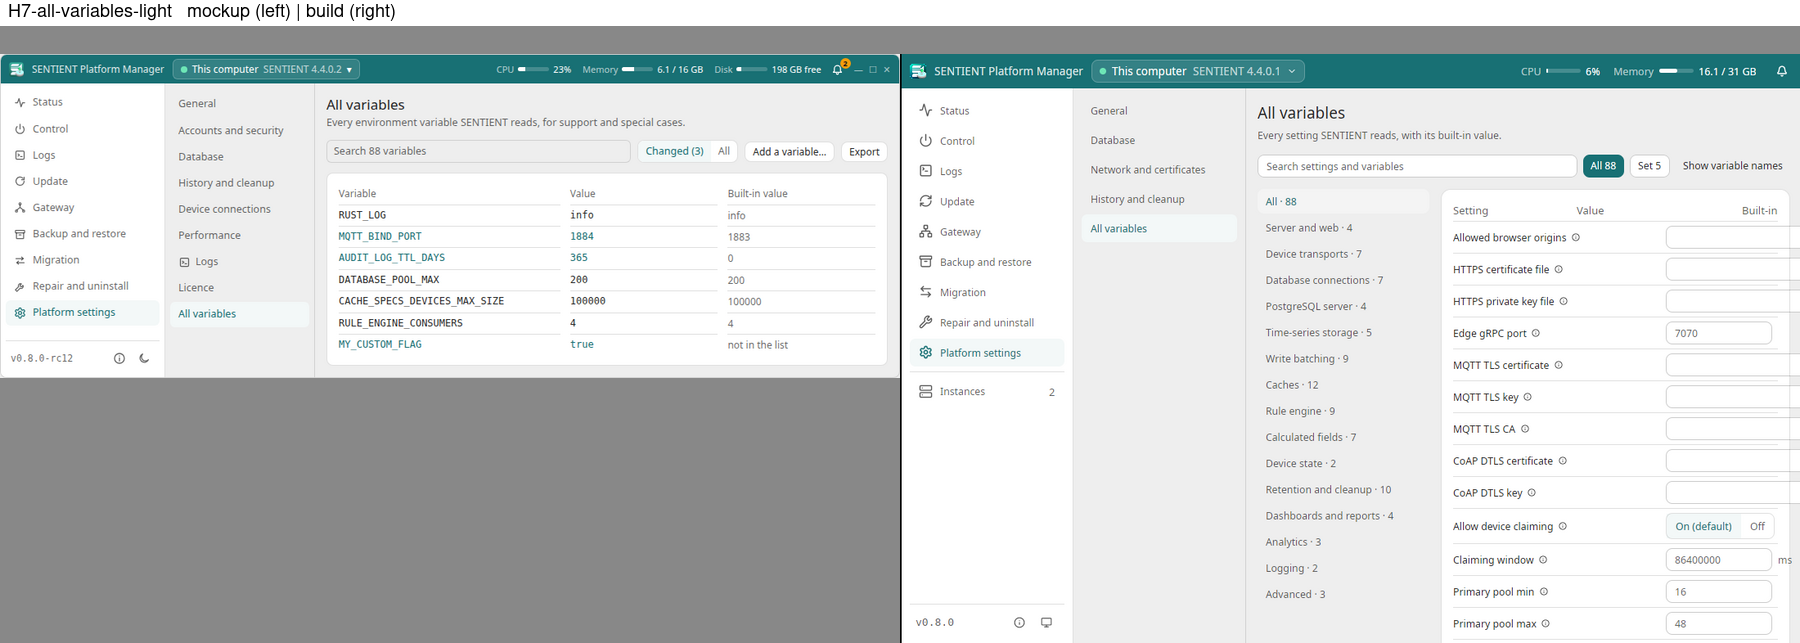 H7-all-variables-light mockup (left) | build (right)
SENTIENT Platform Manager This computer SENTIENT 4.4.0.2 CPU 23% Memory 6.1 / 16 GB Disk 198 GB free 2
Status
Control
Logs
Update
Gateway
Backup and restore
Migration
Repair and uninstall
Platform settings
v0.8.0-rc12
General
Accounts and security
Database
History and cleanup
Device connections
Performance
Logs
Licence
All variables
All variables
Every environment variable SENTIENT reads, for support and special cases.
Search 88 variables Changed (3) All Add a variable... Export
Variable Value Built-in value
RUST_LOG info info
MQTT_BIND_PORT 1884 1883
AUDIT_LOG_TTL_DAYS 365 0
DATABASE_POOL_MAX 200 200
CACHE_SPECS_DEVICES_MAX_SIZE 100000 100000
RULE_ENGINE_CONSUMERS 4 4
MY_CUSTOM_FLAG true not in the list
SENTIENT Platform Manager This computer SENTIENT 4.4.0.1 CPU 6% Memory 16.1 / 31 GB
Status
Control
Logs
Update
Gateway
Backup and restore
Migration
Repair and uninstall
Platform settings
Instances 2
v0.8.0
General
Database
Network and certificates
History and cleanup
All variables
All variables
Every setting SENTIENT reads, with its built-in value.
Search settings and variables All 88 Set 5 Show variable names
All · 88
Server and web · 4
Device transports · 7
Database connections · 7
PostgreSQL server · 4
Time-series storage · 5
Write batching · 9
Caches · 12
Rule engine · 9
Calculated fields · 7
Device state · 2
Retention and cleanup · 10
Dashboards and reports · 4
Analytics · 3
Logging · 2
Advanced · 3
Setting Value Built-in
Allowed browser origins
HTTPS certificate file
HTTPS private key file
Edge gRPC port 7070
MQTT TLS certificate
MQTT TLS key
MQTT TLS CA
CoAP DTLS certificate
CoAP DTLS key
Allow device claiming On (default) Off
Claiming window 86400000 ms
Primary pool min 16
Primary pool max 48